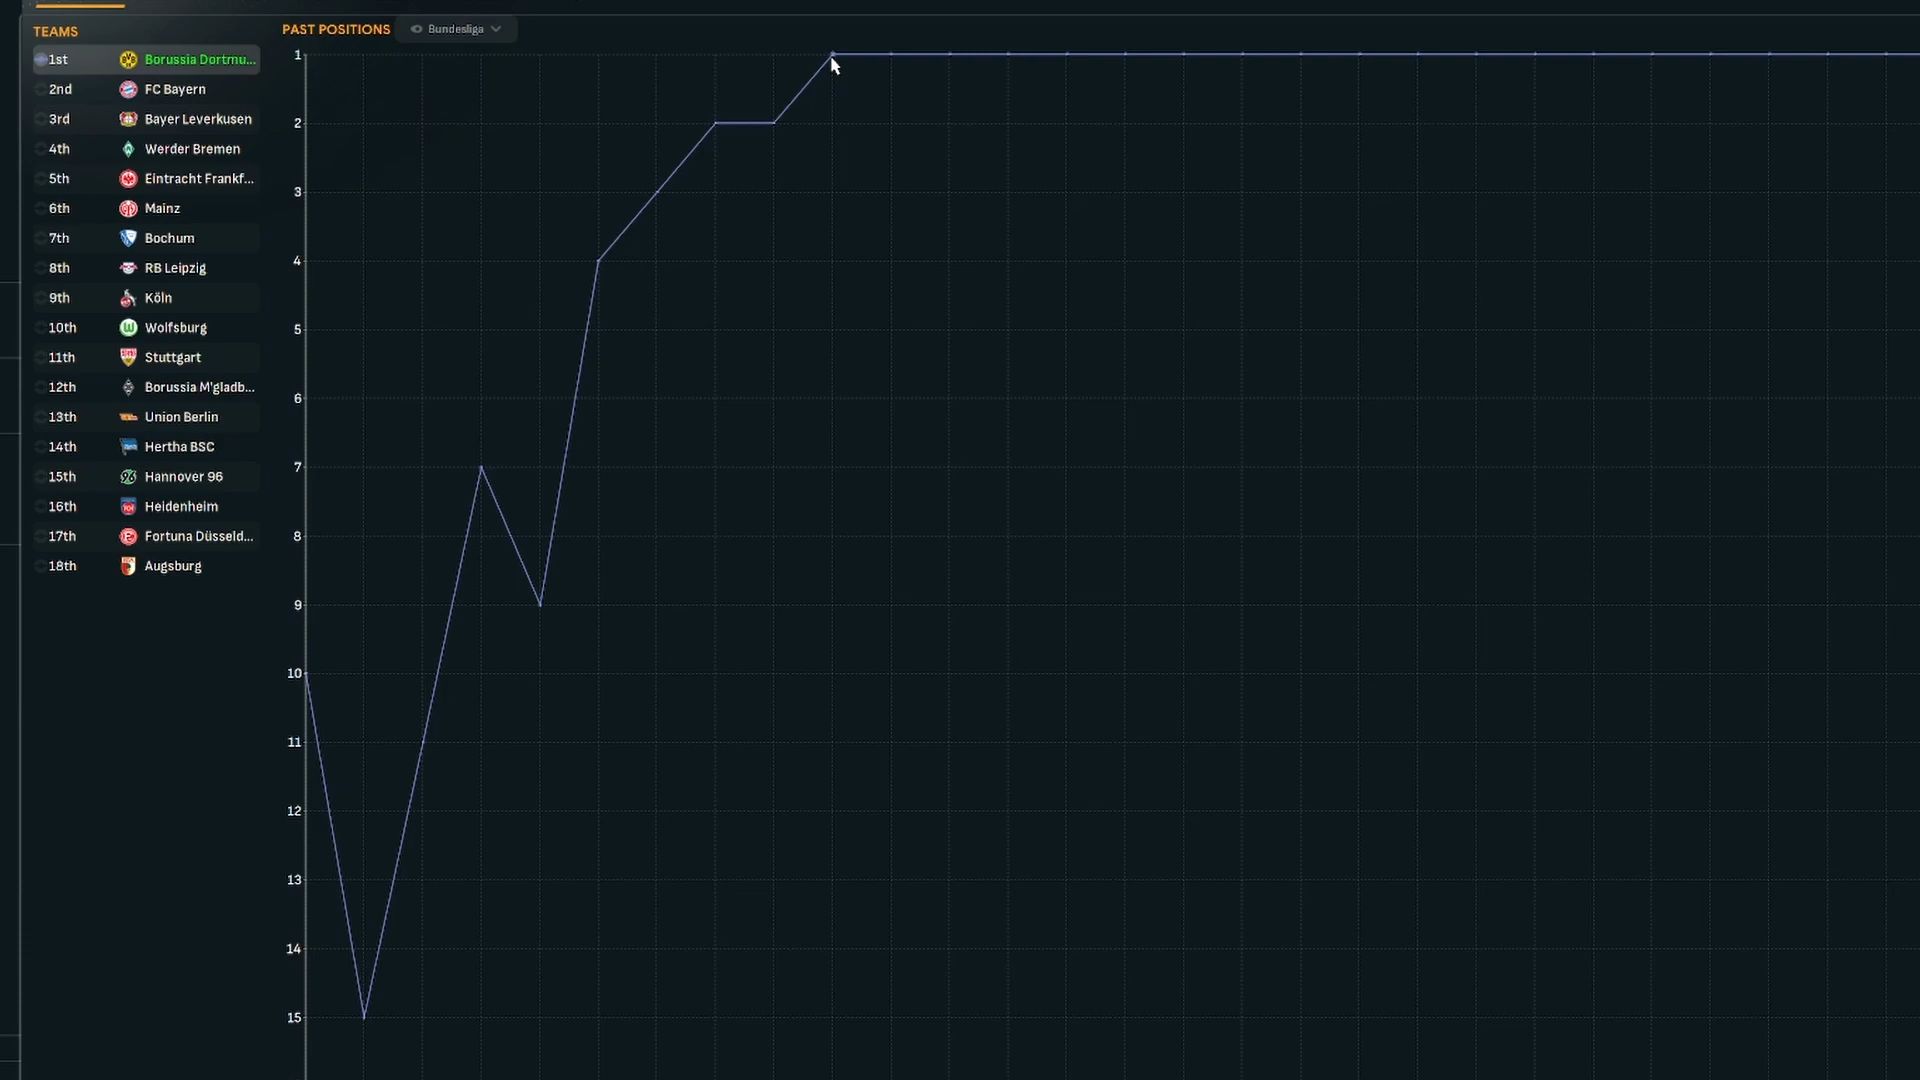 TEAMS
1st Borussia Dortmu...
2nd FC Bayern
3rd Bayer Leverkusen
4th Werder Bremen
5th Eintracht Frankf...
6th Mainz
7th Bochum
8th RB Leipzig
9th Köln
10th Wolfsburg
11th Stuttgart
12th Borussia M'gladb...
13th Union Berlin
14th Hertha BSC
15th Hannover 96
16th Heidenheim
17th Fortuna Düsseld...
18th Augsburg
PAST POSITIONS Bundesliga
1
2
3
4
5
6
7
8
9
10
11
12
13
14
15